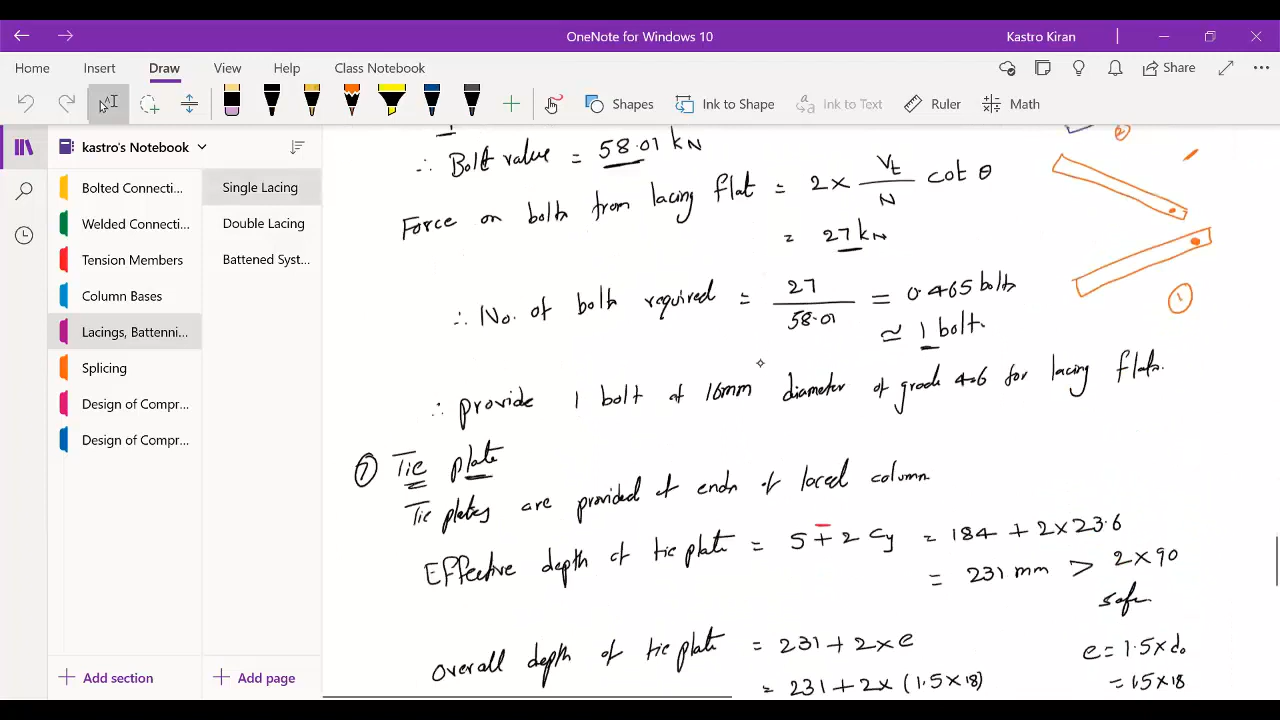 OneNote for Windows 10
Kastro Kiran
Home
Insert
Draw
View
Help
Class Notebook
Share
Shapes
Ink to Shape
Ink to Text
Ruler
Math
kastro's Notebook
Bolted Connecti...
Welded Connecti...
Tension Members
Column Bases
Lacings, Battenni...
Splicing
Design of Compr...
Design of Compr...
Add section
Single Lacing
Double Lacing
Battened Syst...
Add page
∴ Bolt value = 58.01 kN
Force on bolts from lacing flat = 2 x Vt / N cot θ
= 27 kN
∴ No. of bolts required = 27 / 58.01 = 0.465 bolts
≃ 1 bolt.
∴ provide 1 bolt of 16mm diameter of grade 4.6 for lacing flats.
② 
①
⑦ Tie plate
Tie plates are provided at ends of laced column
Effective depth of tie plate = S + 2 Cy = 184 + 2 x 23.6
= 231 mm > 2 x 90
safe.
Overall depth of tie plate = 231 + 2 x e
e = 1.5 x do
= 231 + 2 x (1.5 x 18)
= 1.5 x 18